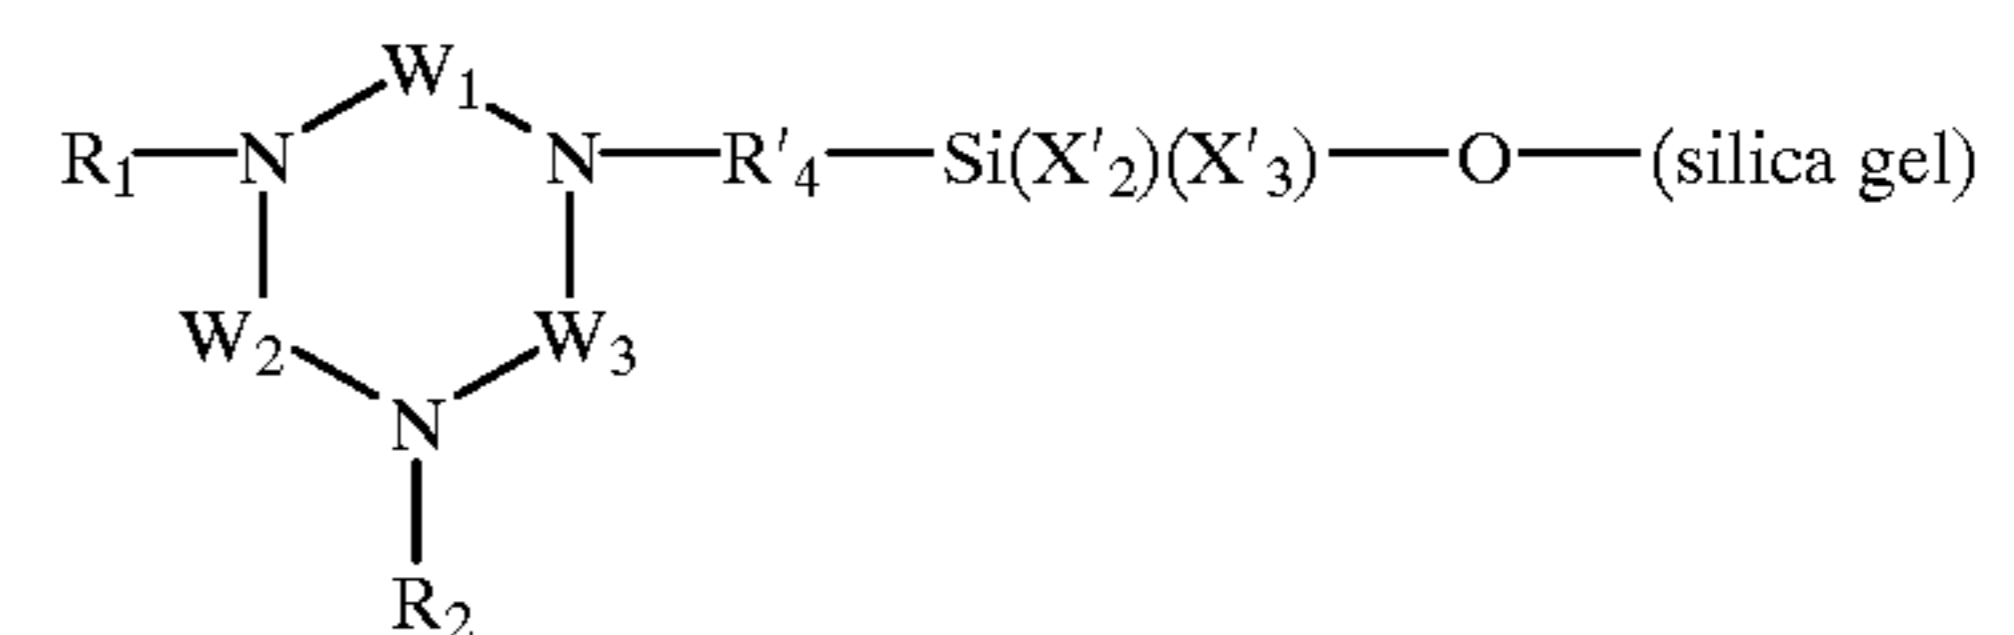 W₁
R₁—N N—R'₄—Si(X'₂)(X'₃)—O—(silica gel)
W₂ W₃
N
R₂